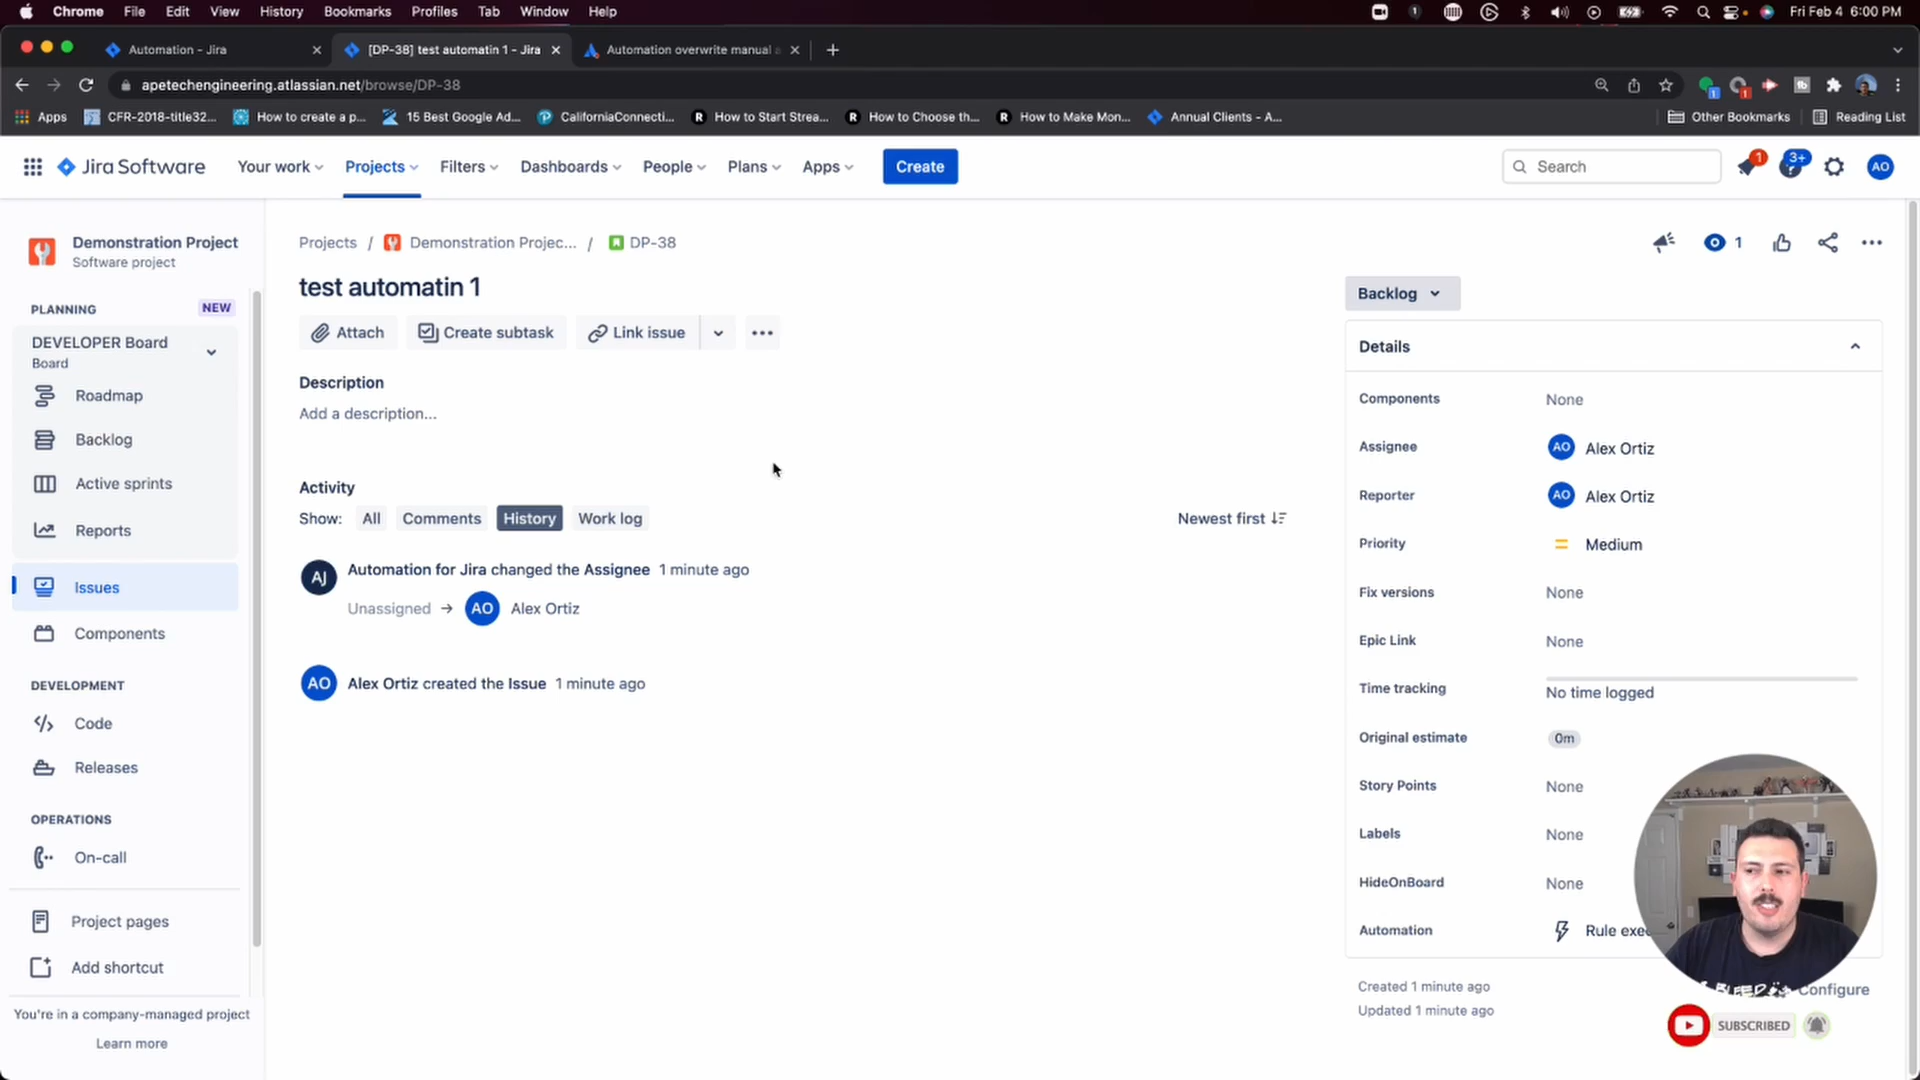 Chrome File Edit View History Bookmarks Profiles Tab Window Help
Fri Feb 4 6:00 PM
Automation - Jira
[DP-38] test automatin 1 - Jira
Automation overwrite manual a
apetechengineering.atlassian.net/browse/DP-38
Apps
CFR-2018-title32...
How to create a p...
15 Best Google Ad...
CaliforniaConnecti...
How to Start Strea...
How to Choose th...
How to Make Mon...
Annual Clients - A...
Other Bookmarks
Reading List
Jira Software
Your work
Projects
Filters
Dashboards
People
Plans
Apps
Create
Search
1
3+
AO
Demonstration Project
Software project
PLANNING
NEW
DEVELOPER Board
Board
Roadmap
Backlog
Active sprints
Reports
Issues
Components
DEVELOPMENT
Code
Releases
OPERATIONS
On-call
Project pages
Add shortcut
You're in a company-managed project
Learn more
Projects / Demonstration Projec... / DP-38
1
test automatin 1
Attach
Create subtask
Link issue
Description
Add a description...
Activity
Show: All Comments History Work log
Newest first
AJ Automation for Jira changed the Assignee 1 minute ago
Unassigned → AO Alex Ortiz
AO Alex Ortiz created the Issue 1 minute ago
Backlog
Details
Components None
Assignee AO Alex Ortiz
Reporter AO Alex Ortiz
Priority Medium
Fix versions None
Epic Link None
Time tracking No time logged
Original estimate 0m
Story Points None
Labels None
HideOnBoard None
Automation Rule exe
Created 1 minute ago
Configure
Updated 1 minute ago
SUBSCRIBED